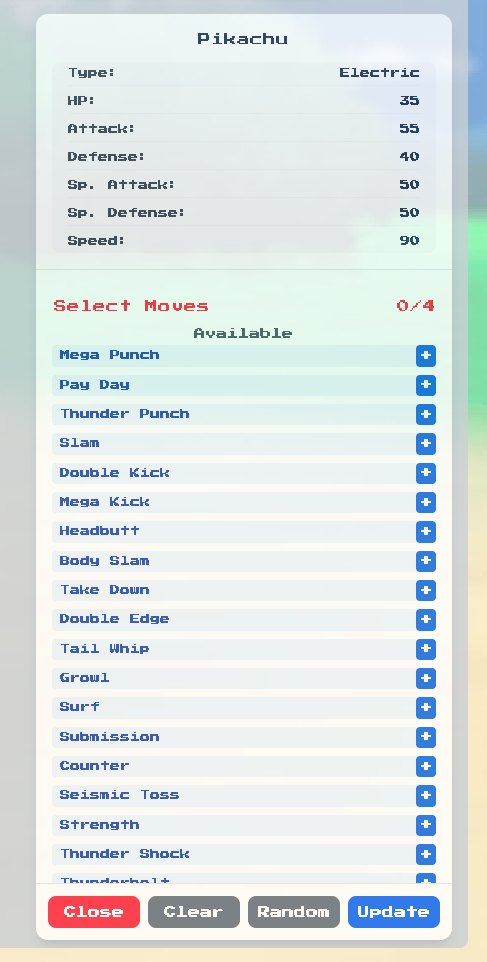 Pikachu
Type: Electric
HP: 35
Attack: 55
Defense: 40
Sp. Attack: 50
Sp. Defense: 50
Speed: 90
Select Moves 0/4
Available
Mega Punch +
Pay Day +
Thunder Punch +
Slam +
Double Kick +
Mega Kick +
Headbutt +
Body Slam +
Take Down +
Double Edge +
Tail Whip +
Growl +
Surf +
Submission +
Counter +
Seismic Toss +
Strength +
Thunder Shock +
Thunderbolt +
Close Clear Random Update